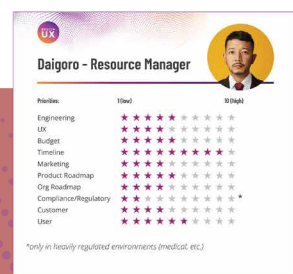 UX
Daigoro - Resource Manager
Priorities: 1 (low) 10 (high)
Engineering
UX
Budget
Timeline
Marketing
Product Roadmap
Org Roadmap
Compliance/Regulatory *
Customer
User
*only in heavily regulated environments (medical, etc.)